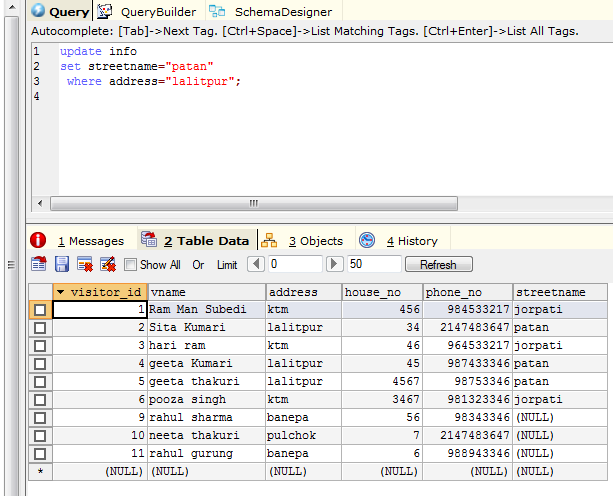 Query QueryBuilder SchemaDesigner
Autocomplete: [Tab]->Next Tag. [Ctrl+Space]->List Matching Tags. [Ctrl+Enter]->List All Tags.
1 update info
2 set streetname="patan"
3 where address="lalitpur";
4
1 Messages 2 Table Data 3 Objects 4 History
Show All Or Limit 0 50 Refresh
visitor_id vname address house_no phone_no streetname
1 Ram Man Subedi ktm 456 984533217 jorpati
2 Sita Kumari lalitpur 34 2147483647 patan
3 hari ram ktm 46 964533217 jorpati
4 geeta Kumari lalitpur 45 987433346 patan
5 geeta thakuri lalitpur 4567 98753346 patan
6 pooza singh ktm 3467 981323346 jorpati
9 rahul sharma banepa 56 98343346 (NULL)
10 neeta thakuri pulchok 7 2147483647 (NULL)
11 rahul gurung banepa 6 988943346 (NULL)
* (NULL) (NULL) (NULL) (NULL) (NULL) (NULL)